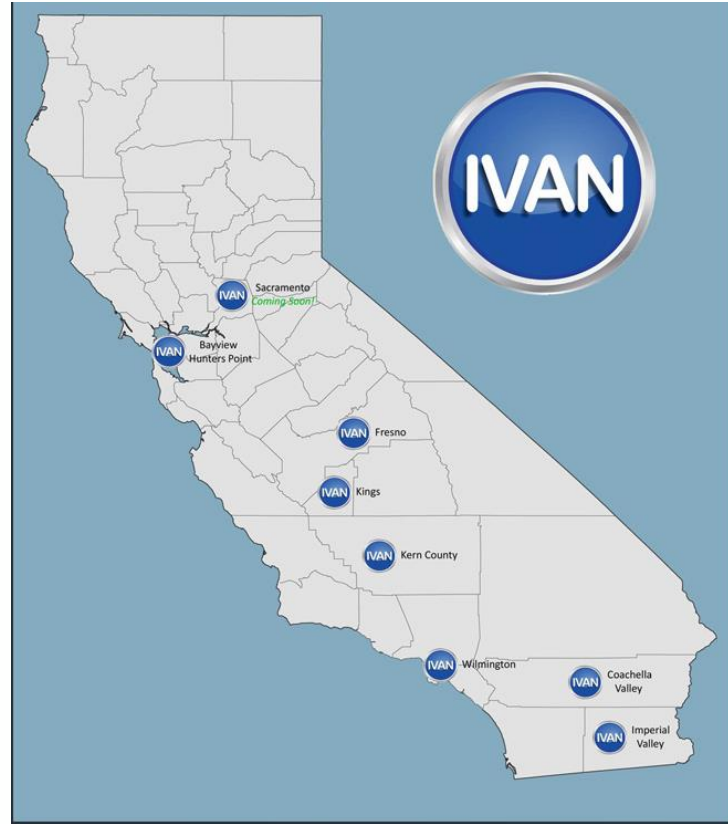 IVAN
IVAN
Sacramento
Coming Soon!
IVAN
Bayview
Hunters Point
IVAN
Fresno
IVAN
Kings
IVAN
Kern County
IVAN
Wilmington
IVAN
Coachella
Valley
IVAN
Imperial
Valley